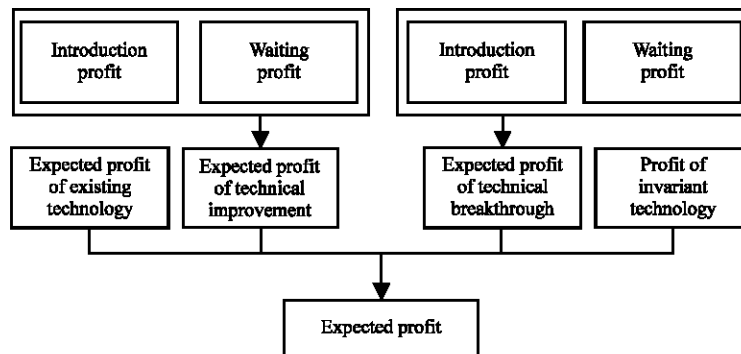 Introduction
profit
Waiting
profit
Introduction
profit
Waiting
profit
Expected profit
of existing
technology
Expected profit
of technical
improvement
Expected profit
of technical
breakthrough
Profit of
invariant
technology
Expected profit